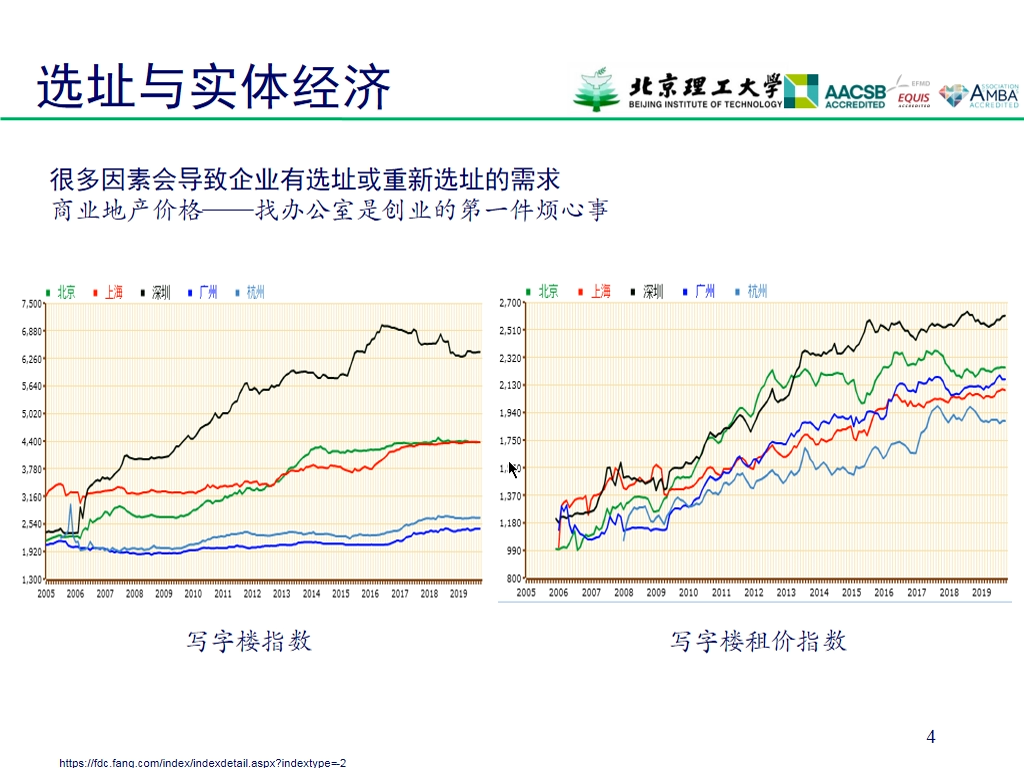 选址与实体经济
北京理工大学
BEIJING INSTITUTE OF TECHNOLOGY
AACSB
ACCREDITED
EFMD
EQUIS
ACCREDITED
ASSOCIATION
AMBA
ACCREDITED
很多因素会导致企业有选址或重新选址的需求
商业地产价格——找办公室是创业的第一件烦心事
北京 上海 深圳 广州 杭州
7,500
6,880
6,260
5,640
5,020
4,400
3,780
3,160
2,540
1,920
1,300
2005 2006 2007 2008 2009 2010 2011 2012 2013 2014 2015 2016 2017 2018 2019
写字楼指数
北京 上海 深圳 广州 杭州
2,700
2,510
2,320
2,130
1,940
1,750
1,370
1,180
990
800
2005 2006 2007 2008 2009 2010 2011 2012 2013 2014 2015 2016 2017 2018 2019
写字楼租价指数
4
https://fdc.fang.com/index/indexdetail.aspx?indextype=-2